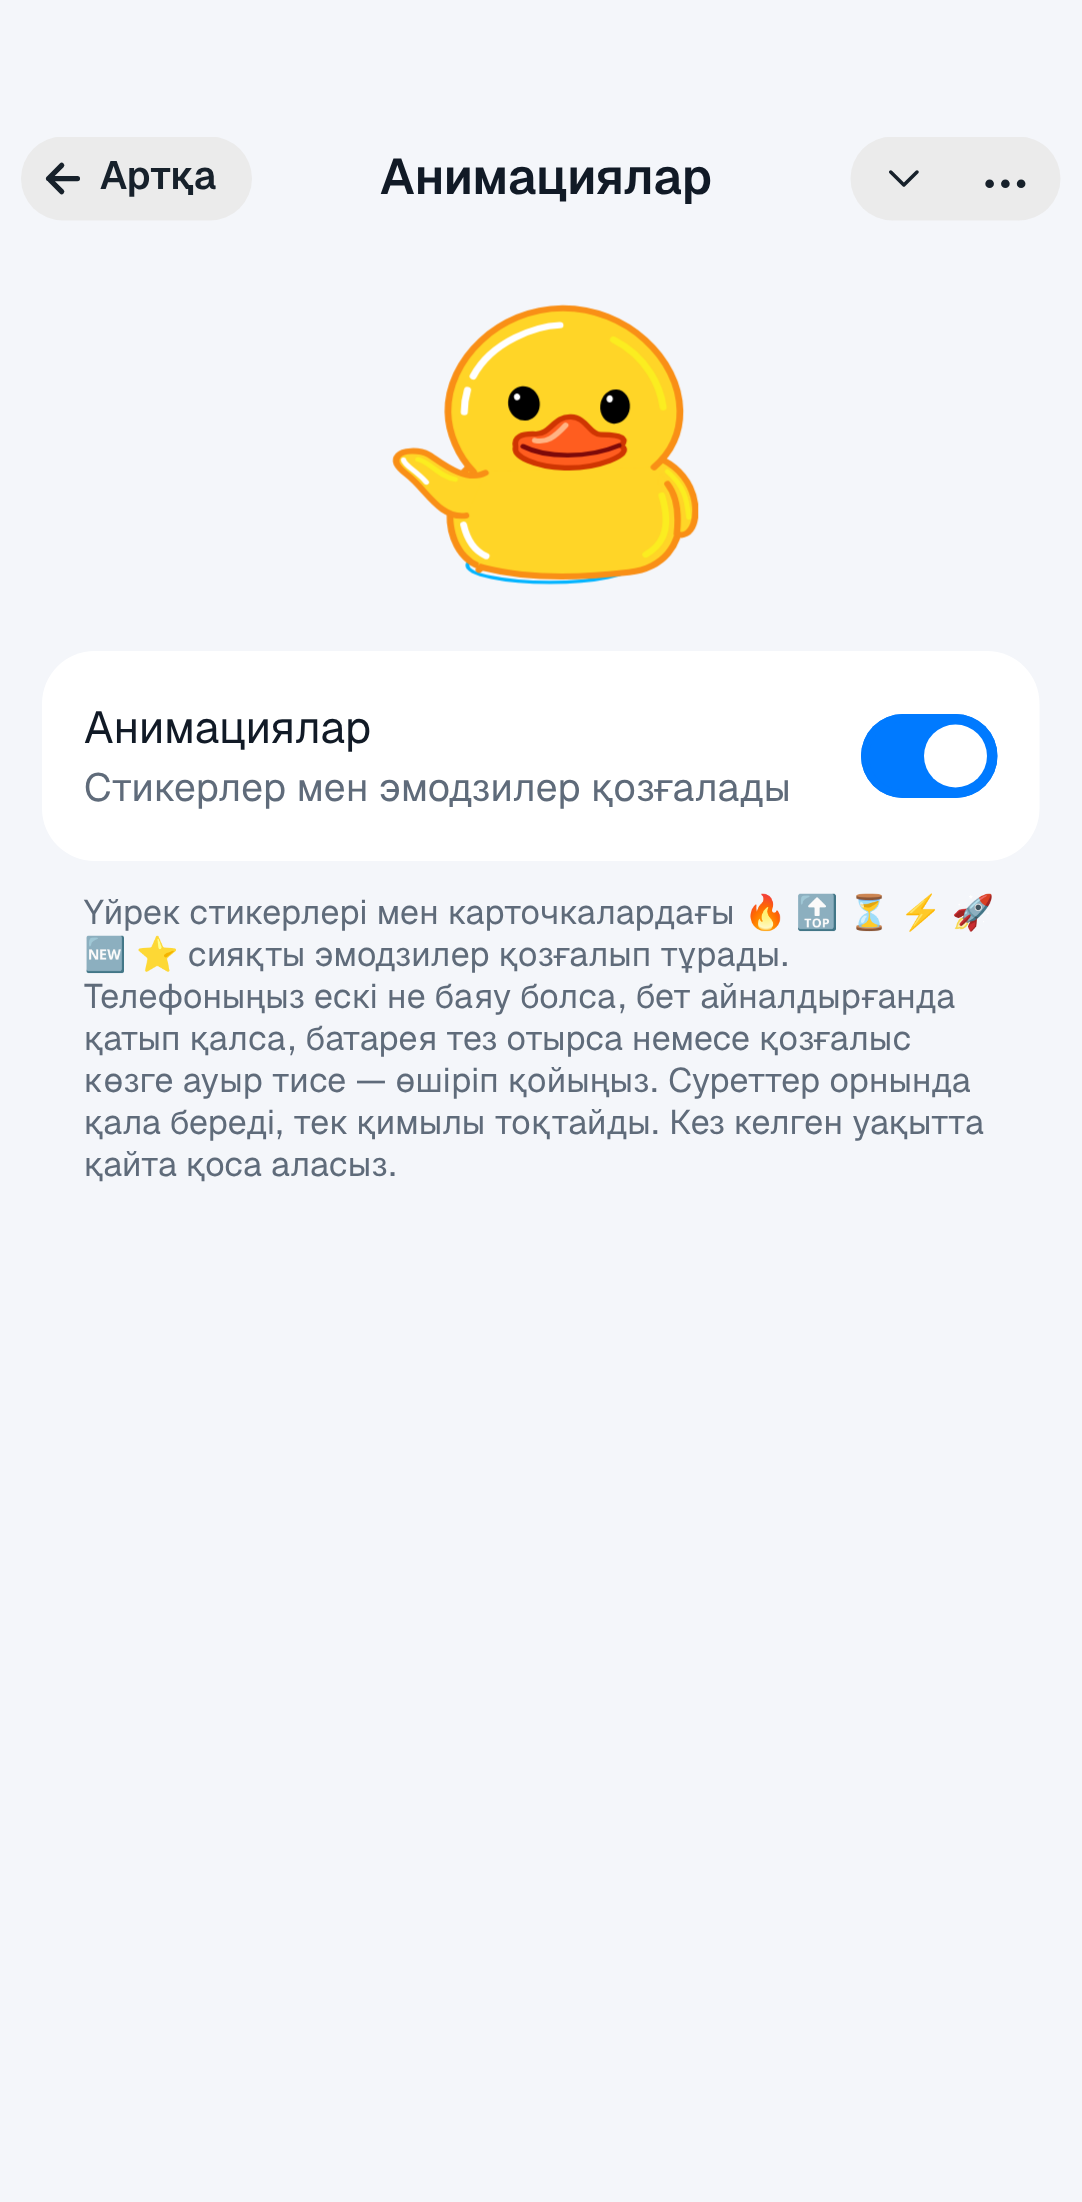 Артқа
Анимациялар
Анимациялар
Стикерлер мен эмодзилер қозғалады
Үйрек стикерлері мен карточкалардағы 🔥 🔝 ⏳ ⚡ 🚀
🆕 ⭐ сияқты эмодзилер қозғалып тұрады.
Телефоныңыз ескі не баяу болса, бет айналдырғанда
қатып қалса, батарея тез отырса немесе қозғалыс
көзге ауыр тисе — өшіріп қойыңыз. Суреттер орнында
қала береді, тек қимылы тоқтайды. Кез келген уақытта
қайта қоса аласыз.